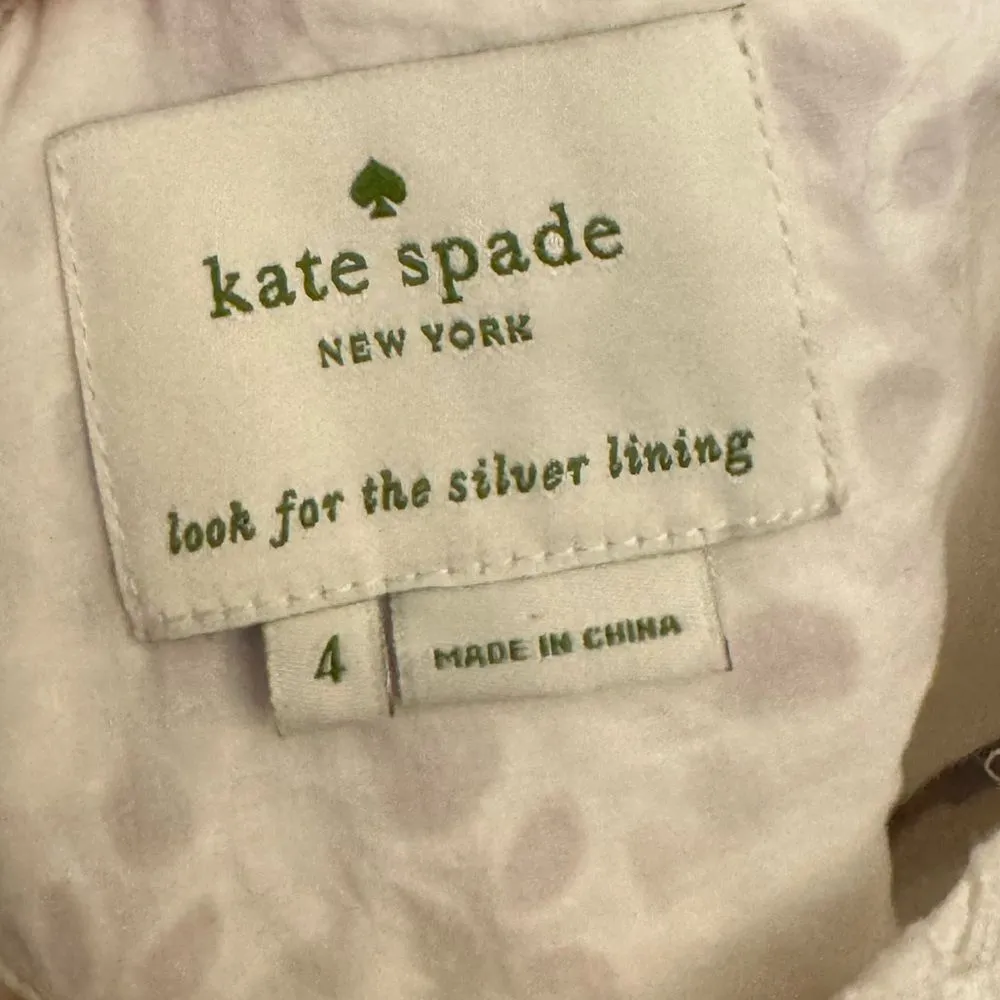 kate spade
NEW YORK
look for the silver lining
4
MADE IN CHINA